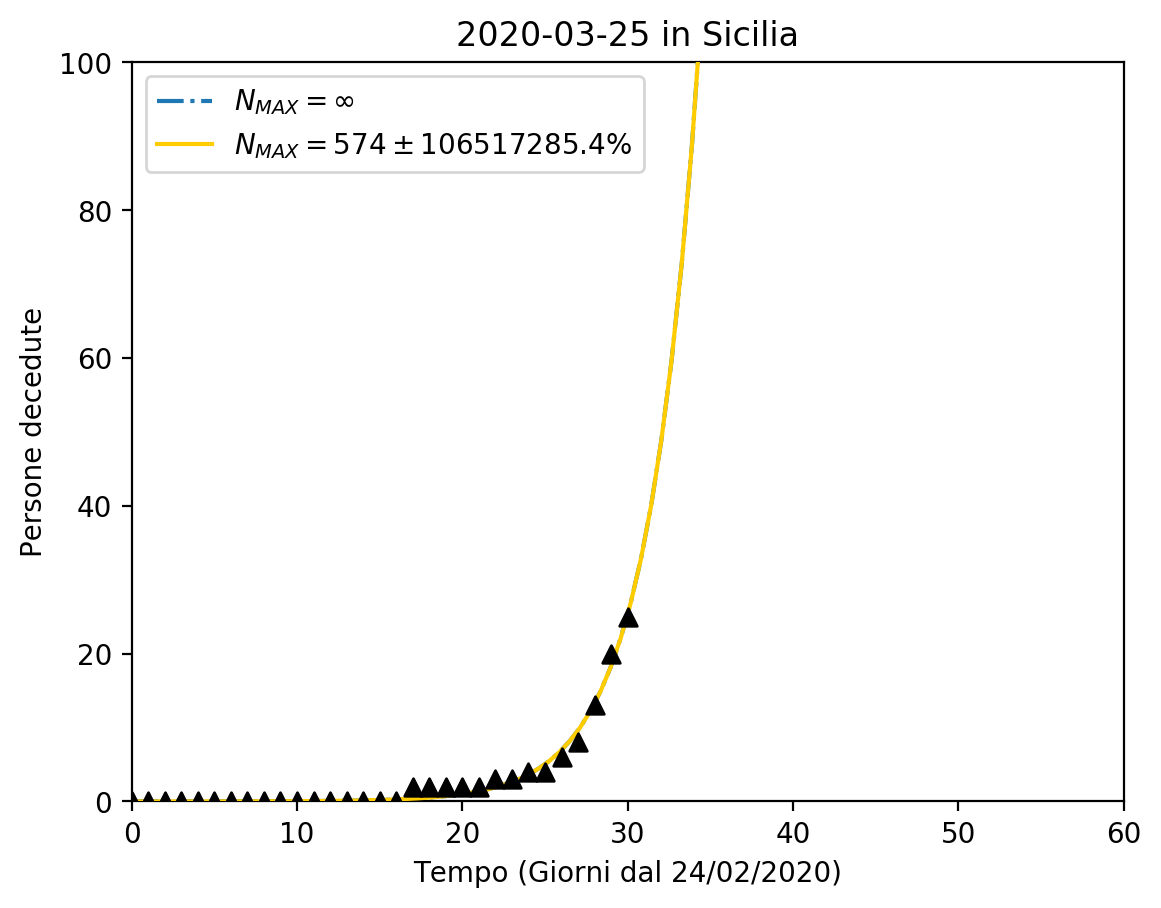 2020-03-25 in Sicilia
N_MAX = ∞
N_MAX = 574 ± 106517285.4%
Persone decedute
100
80
60
40
20
0
0 10 20 30 40 50 60
Tempo (Giorni dal 24/02/2020)